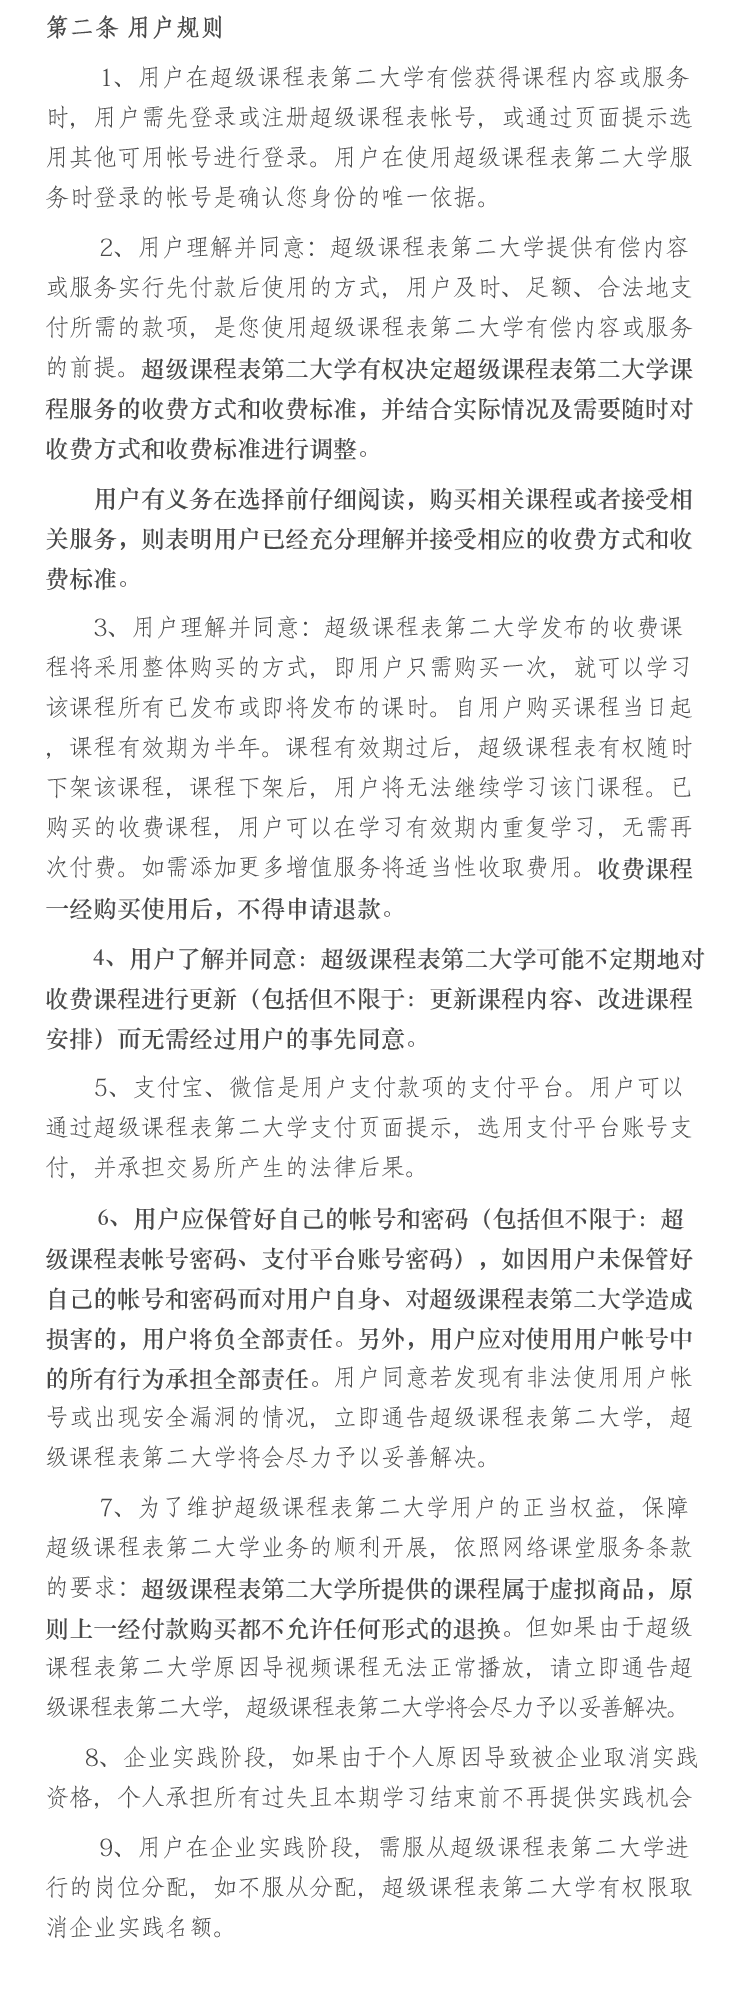 第二条 用户规则
1、用户在超级课程表第二大学有偿获得课程内容或服务
时，用户需先登录或注册超级课程表帐号，或通过页面提示选
用其他可用帐号进行登录。用户在使用超级课程表第二大学服
务时登录的帐号是确认您身份的唯一依据。
2、用户理解并同意：超级课程表第二大学提供有偿内容
或服务实行先付款后使用的方式，用户及时、足额、合法地支
付所需的款项，是您使用超级课程表第二大学有偿内容或服务
的前提。超级课程表第二大学有权决定超级课程表第二大学课
程服务的收费方式和收费标准，并结合实际情况及需要随时对
收费方式和收费标准进行调整。
用户有义务在选择前仔细阅读，购买相关课程或者接受相
关服务，则表明用户已经充分理解并接受相应的收费方式和收
费标准。
3、用户理解并同意：超级课程表第二大学发布的收费课
程将采用整体购买的方式，即用户只需购买一次，就可以学习
该课程所有已发布或即将发布的课时。自用户购买课程当日起
，课程有效期为半年。课程有效期过后，超级课程表有权随时
下架该课程，课程下架后，用户将无法继续学习该门课程。已
购买的收费课程，用户可以在学习有效期内重复学习，无需再
次付费。如需添加更多增值服务将适当性收取费用。收费课程
一经购买使用后，不得申请退款。
4、用户了解并同意：超级课程表第二大学可能不定期地对
收费课程进行更新（包括但不限于：更新课程内容、改进课程
安排）而无需经过用户的事先同意。
5、支付宝、微信是用户支付款项的支付平台。用户可以
通过超级课程表第二大学支付页面提示，选用支付平台账号支
付，并承担交易所产生的法律后果。
6、用户应保管好自己的帐号和密码（包括但不限于：超
级课程表帐号密码、支付平台账号密码），如因用户未保管好
自己的帐号和密码而对用户自身、对超级课程表第二大学造成
损害的，用户将负全部责任。另外，用户应对使用用户帐号中
的所有行为承担全部责任。用户同意若发现有非法使用用户帐
号或出现安全漏洞的情况，立即通告超级课程表第二大学，超
级课程表第二大学将会尽力予以妥善解决。
7、为了维护超级课程表第二大学用户的正当权益，保障
超级课程表第二大学业务的顺利开展，依照网络课堂服务条款
的要求：超级课程表第二大学所提供的课程属于虚拟商品，原
则上一经付款购买都不允许任何形式的退换。但如果由于超级
课程表第二大学原因导视频课程无法正常播放，请立即通告超
级课程表第二大学，超级课程表第二大学将会尽力予以妥善解决。
8、企业实践阶段，如果由于个人原因导致被企业取消实践
资格，个人承担所有过失且本期学习结束前不再提供实践机会
9、用户在企业实践阶段，需服从超级课程表第二大学进
行的岗位分配，如不服从分配，超级课程表第二大学有权限取
消企业实践名额。